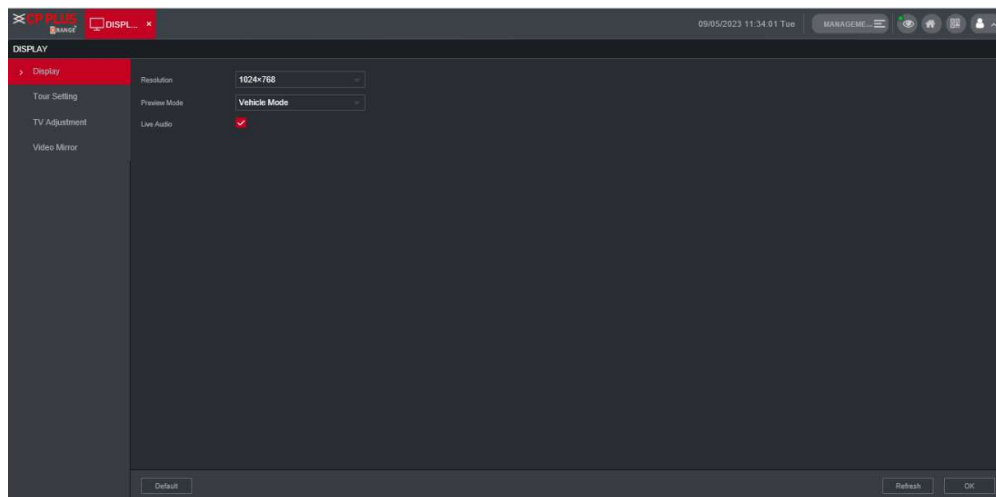 CP PLUS
ORANGE
DISPL... ×
09/05/2023 11:34:01 Tue
MANAGEME...
DISPLAY
Display
Tour Setting
TV Adjustment
Video Mirror
Resolution 1024×768
Preview Mode Vehicle Mode
Live Audio
Default Refresh OK